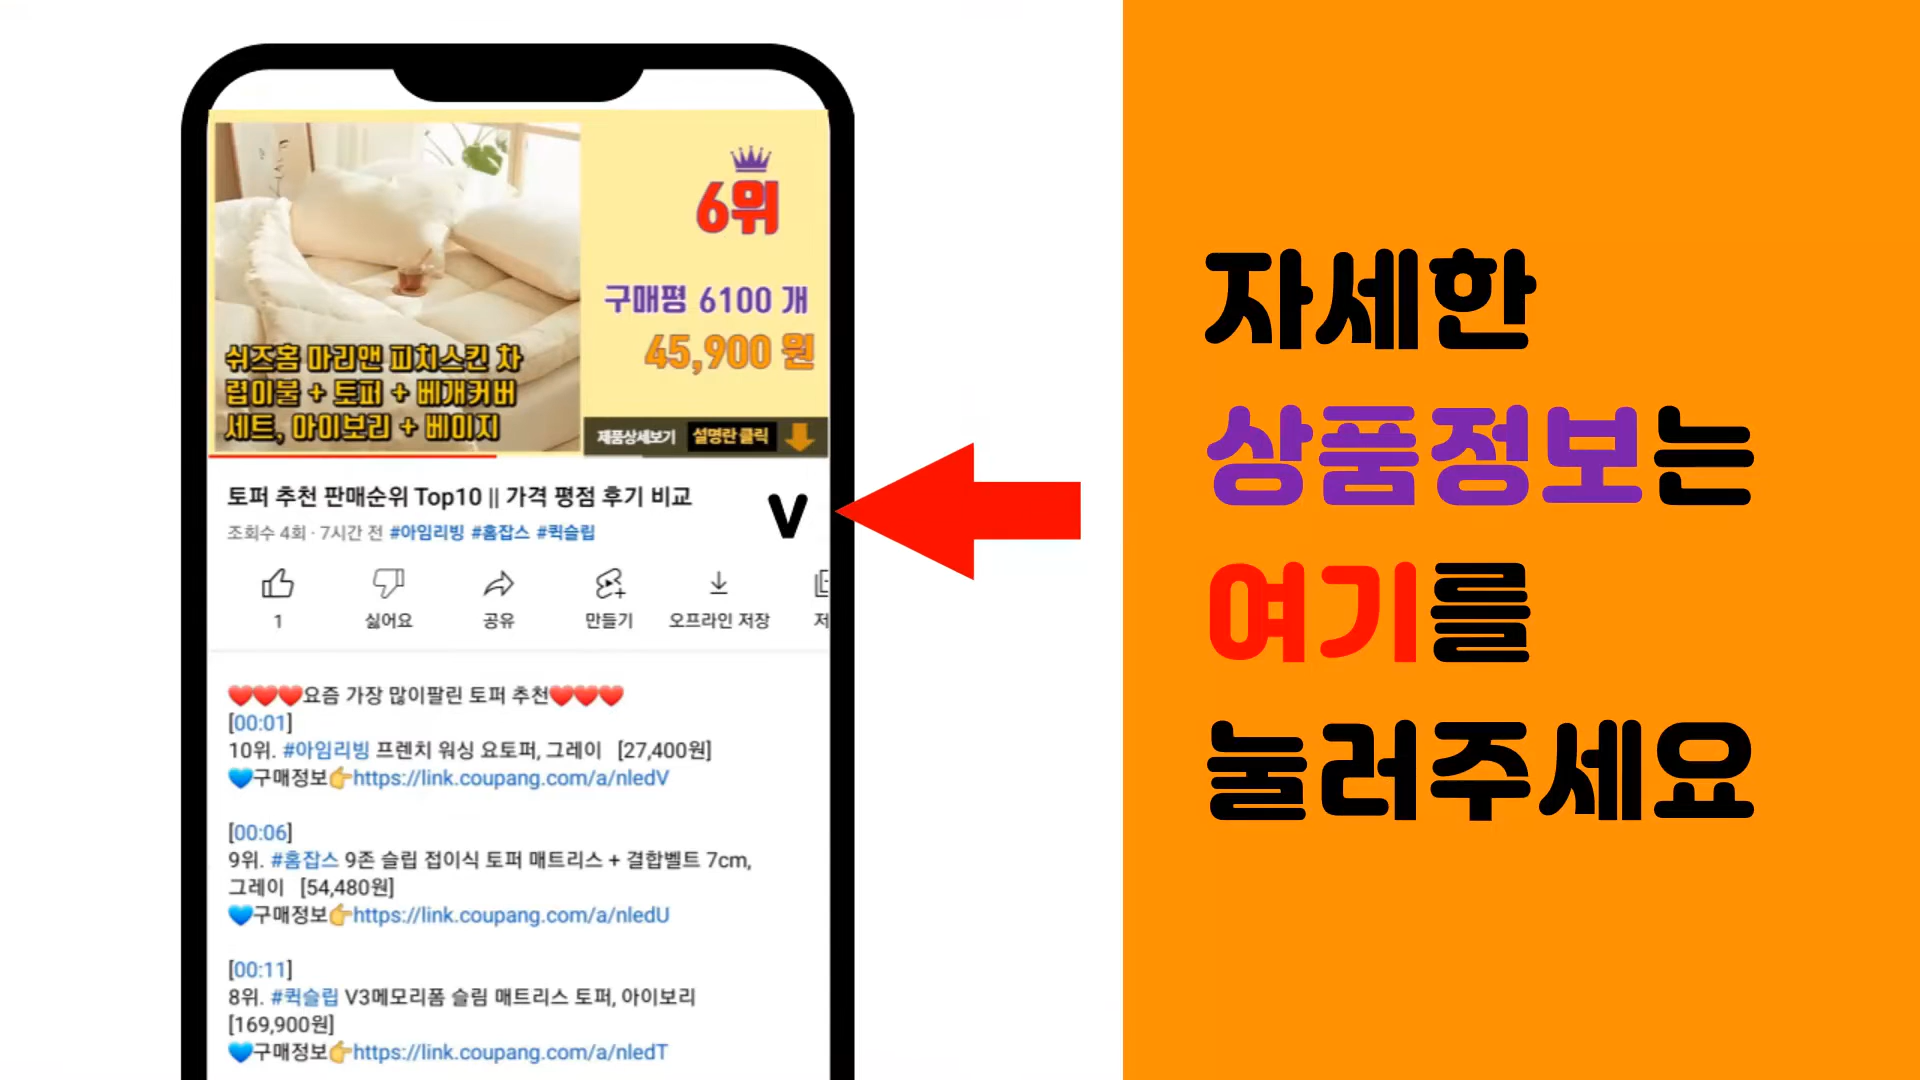 6위
구매평 6100 개
45,900 원
쉬즈홈 마리앤 피치스킨 차
렵이불 + 토퍼 + 베개커버
세트, 아이보리 + 베이지
제품상세보기 설명란 클릭
토퍼 추천 판매순위 Top10 || 가격 평점 후기 비교
V
조회수 4회 · 7시간 전 #아임리빙 #홈잡스 #퀵슬립
1 싫어요 공유 만들기 오프라인 저장 저
❤️❤️❤️요즘 가장 많이팔린 토퍼 추천❤️❤️❤️
[00:01]
10위. #아임리빙 프렌치 워싱 요토퍼, 그레이 [27,400원]
💙구매정보👉https://link.coupang.com/a/nledV
[00:06]
9위. #홈잡스 9존 슬립 접이식 토퍼 매트리스 + 결합벨트 7cm,
그레이 [54,480원]
💙구매정보👉https://link.coupang.com/a/nledU
[00:11]
8위. #퀵슬립 V3메모리폼 슬림 매트리스 토퍼, 아이보리
[169,900원]
💙구매정보👉https://link.coupang.com/a/nledT
자세한
상품정보는
여기를
눌러주세요